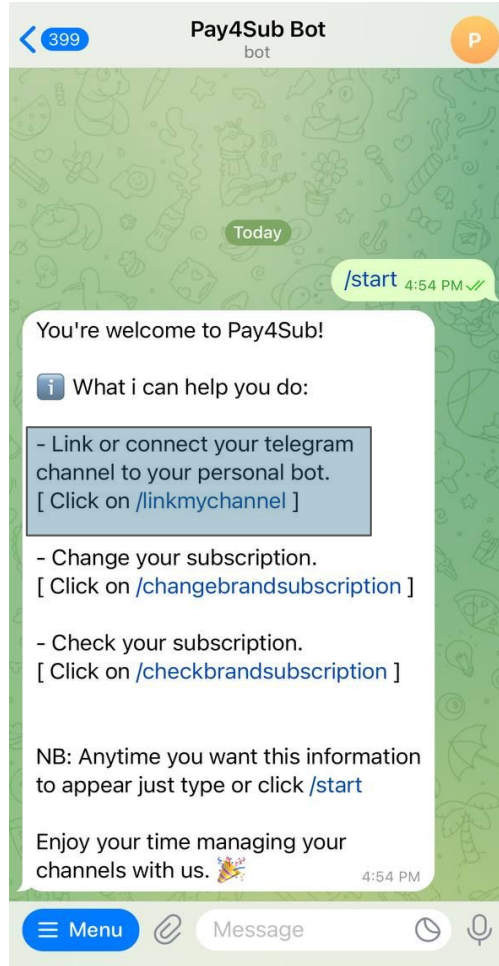 399
Pay4Sub Bot
bot
P
Today
/start 4:54 PM
You're welcome to Pay4Sub!
ℹ️ What i can help you do:
- Link or connect your telegram
channel to your personal bot.
[ Click on /linkmychannel ]
- Change your subscription.
[ Click on /changebrandsubscription ]
- Check your subscription.
[ Click on /checkbrandsubscription ]
NB: Anytime you want this information
to appear just type or click /start
Enjoy your time managing your
channels with us. 🎉
4:54 PM
Menu
Message